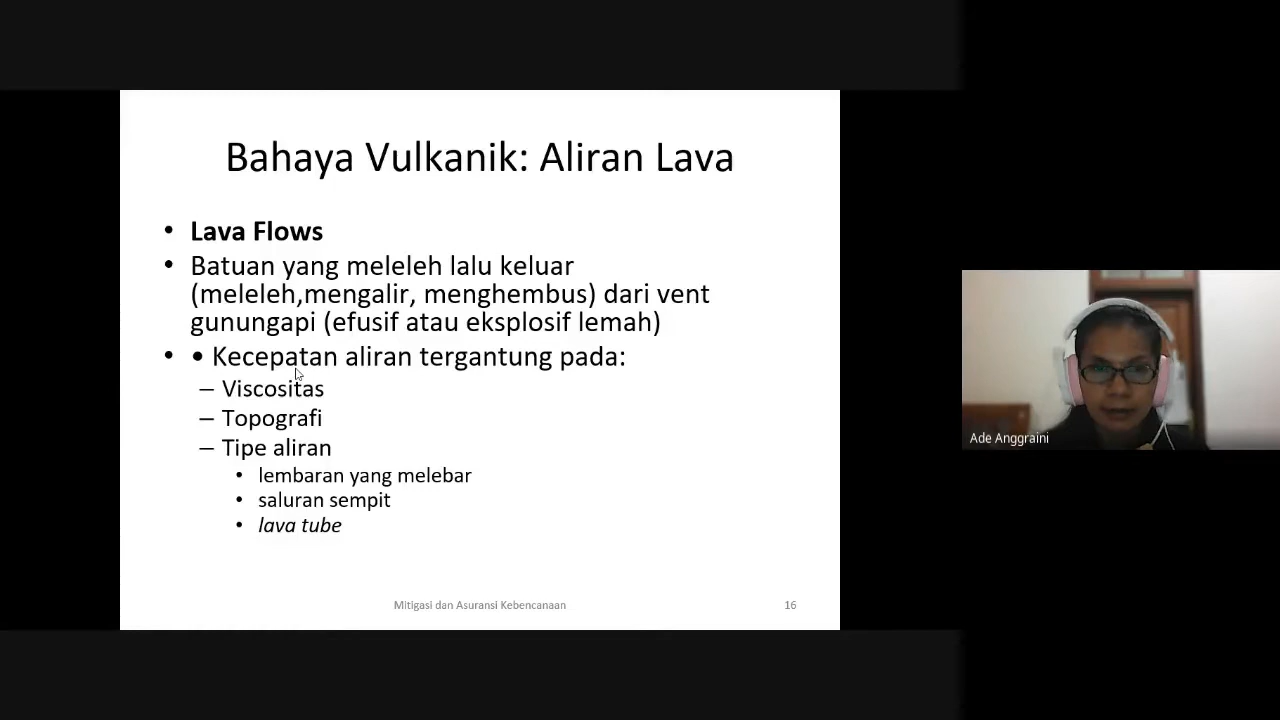 Bahaya Vulkanik: Aliran Lava
• Lava Flows
• Batuan yang meleleh lalu keluar
(meleleh,mengalir, menghembus) dari vent
gunungapi (efusif atau eksplosif lemah)
• • Kecepatan aliran tergantung pada:
– Viscositas
– Topografi
– Tipe aliran
• lembaran yang melebar
• saluran sempit
• lava tube
Mitigasi dan Asuransi Kebencanaan
16
Ade Anggraini